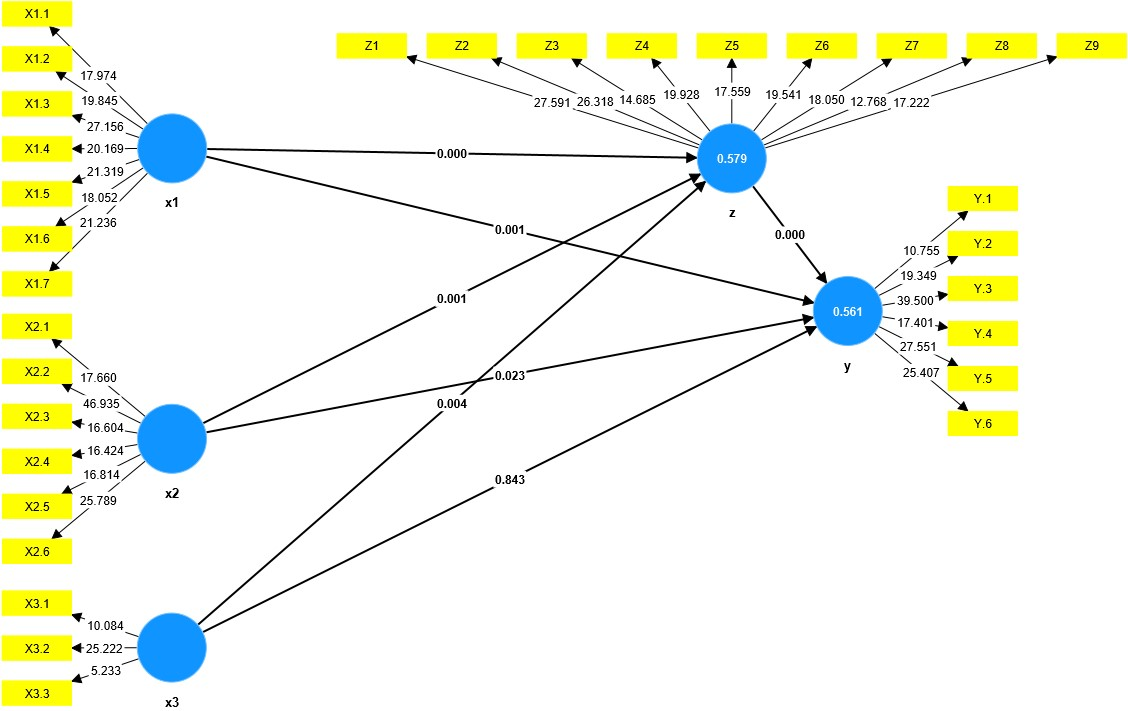 X1.1
X1.2
X1.3
X1.4
X1.5
X1.6
X1.7
17.974
19.845
27.156
20.169
21.319
18.052
21.236
x1
X2.1
X2.2
X2.3
X2.4
X2.5
X2.6
17.660
46.935
16.604
16.424
16.814
25.789
x2
X3.1
X3.2
X3.3
10.084
25.222
5.233
x3
0.000
0.001
0.001
0.023
0.004
0.843
Z1
Z2
Z3
Z4
Z5
Z6
Z7
Z8
Z9
27.591
26.318
14.685
19.928
17.559
19.541
18.050
12.768
17.222
0.579
z
0.000
0.561
y
Y.1
Y.2
Y.3
Y.4
Y.5
Y.6
10.755
19.349
39.500
17.401
27.551
25.407